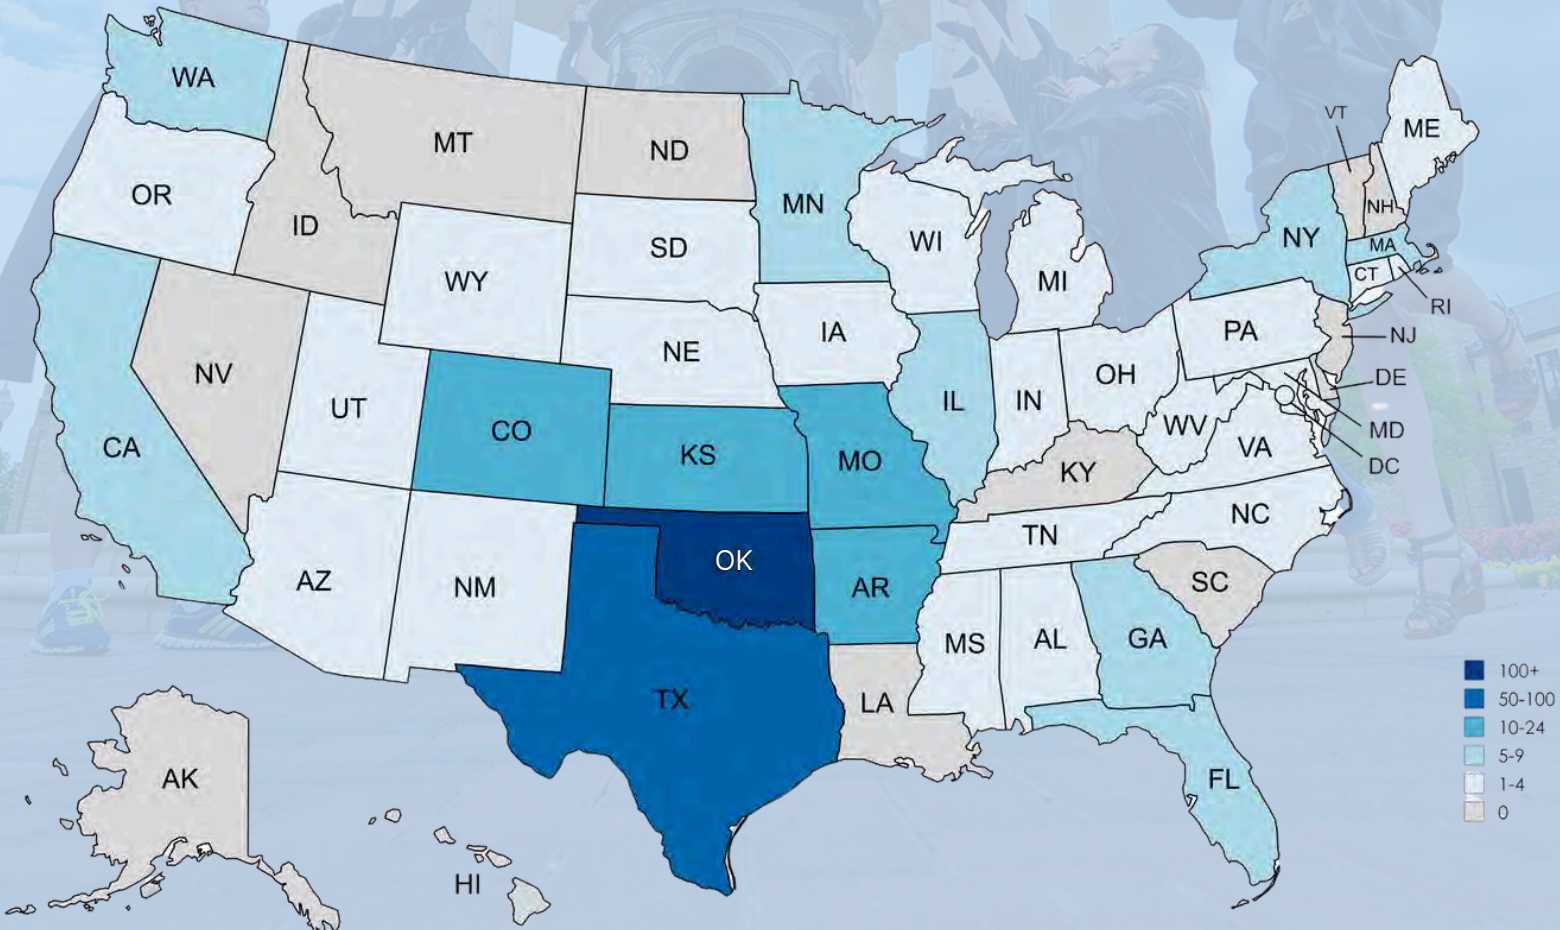 WA
MT
ND
VT
ME
OR
ID
MN
NH
SD
WI
NY
MA
WY
MI
CT
RI
NE
IA
PA
NJ
NV
UT
OH
DE
CO
IL
IN
CA
KS
MO
WV
VA
MD
KY
DC
NC
TN
OK
AZ
NM
AR
SC
MS
AL
GA
TX
LA
100+
50-100
10-24
5-9
1-4
0
AK
FL
HI